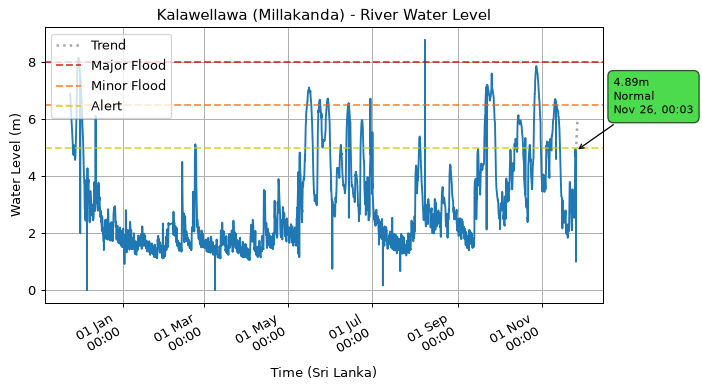 Kalawellawa (Millakanda) - River Water Level
Trend
Major Flood
Minor Flood
Alert
4.89m
Normal
Nov 26, 00:03
Water Level (m)
8
6
4
2
0
01 Jan
00:00
01 Mar
00:00
01 May
00:00
01 Jul
00:00
01 Sep
00:00
01 Nov
00:00
Time (Sri Lanka)